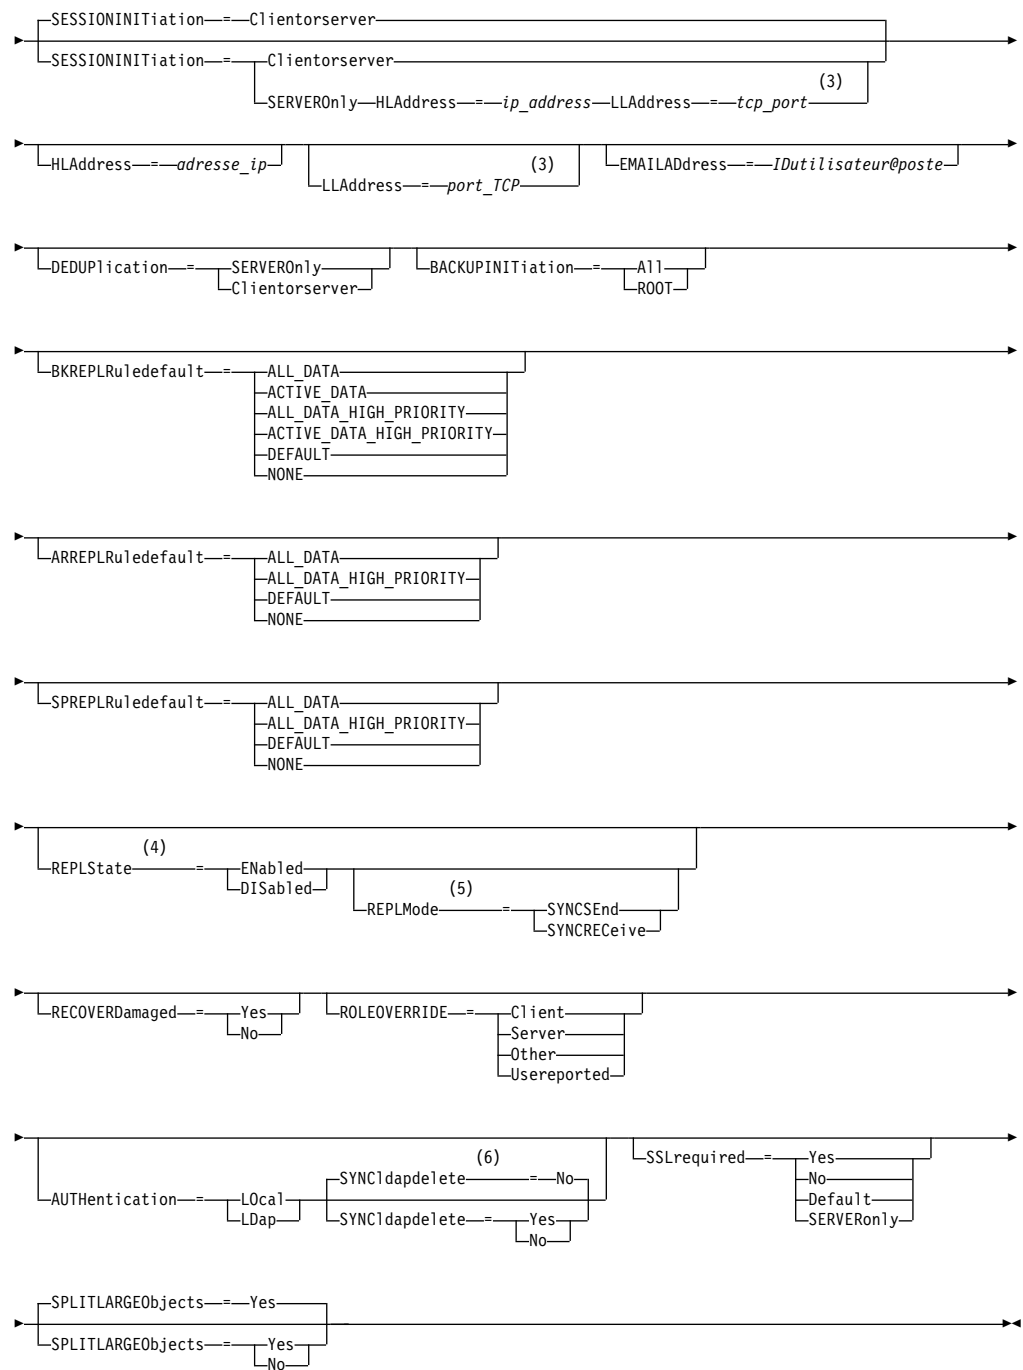 SESSIONINITiation = Clientorserver
SESSIONINITiation = Clientorserver
(3)
SERVEROnly HLAddress = ip_address LLAddress = tcp_port
HLAddress = adresse_ip
(3)
LLAddress = port_TCP
EMAILADdress = IDutilisateur@poste
DEDUPlication = SERVEROnly
Clientorserver
BACKUPINITiation = All
ROOT
BKREPLRuledefault = ALL_DATA
ACTIVE_DATA
ALL_DATA_HIGH_PRIORITY
ACTIVE_DATA_HIGH_PRIORITY
DEFAULT
NONE
ARREPLRuledefault = ALL_DATA
ALL_DATA_HIGH_PRIORITY
DEFAULT
NONE
SPREPLRuledefault = ALL_DATA
ALL_DATA_HIGH_PRIORITY
DEFAULT
NONE
(4)
REPLState = ENabled
DISabled
(5)
REPLMode = SYNCSEnd
SYNCRECeive
RECOVERDamaged = Yes
No
ROLEOVERRIDE = Client
Server
Other
Usereported
AUTHentication = LOcal
LDap
(6)
SYNCldapdelete = No
SYNCldapdelete = Yes
No
SSLrequired = Yes
No
Default
SERVERonly
SPLITLARGEObjects = Yes
SPLITLARGEObjects = Yes
No